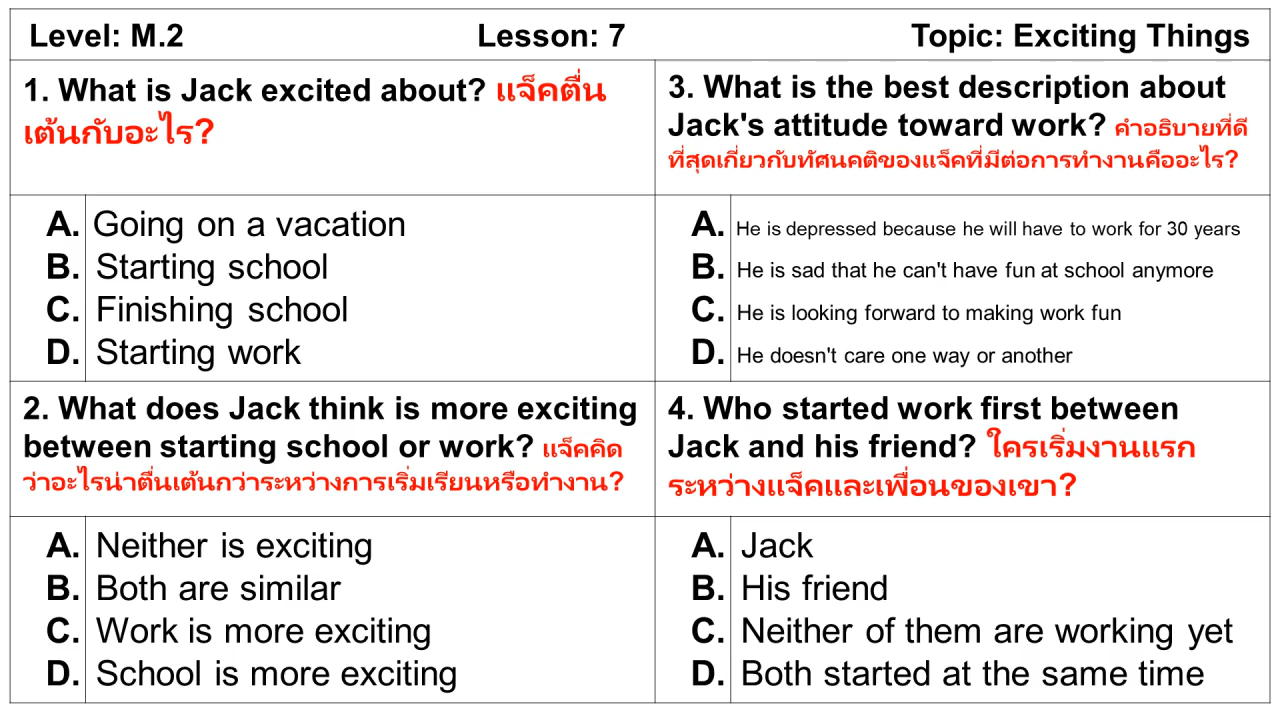 Level: M.2 Lesson: 7 Topic: Exciting Things
1. What is Jack excited about? แจ็คตื่น
เต้นกับอะไร?
A. Going on a vacation
B. Starting school
C. Finishing school
D. Starting work
2. What does Jack think is more exciting
between starting school or work? แจ็คคิด
ว่าอะไรน่าตื่นเต้นกว่าระหว่างการเริ่มเรียนหรือทำงาน?
A. Neither is exciting
B. Both are similar
C. Work is more exciting
D. School is more exciting
3. What is the best description about
Jack's attitude toward work? คำอธิบายที่ดี
ที่สุดเกี่ยวกับทัศนคติของแจ็คที่มีต่อการทำงานคืออะไร?
A. He is depressed because he will have to work for 30 years
B. He is sad that he can't have fun at school anymore
C. He is looking forward to making work fun
D. He doesn't care one way or another
4. Who started work first between
Jack and his friend? ใครเริ่มงานแรก
ระหว่างแจ็คและเพื่อนของเขา?
A. Jack
B. His friend
C. Neither of them are working yet
D. Both started at the same time